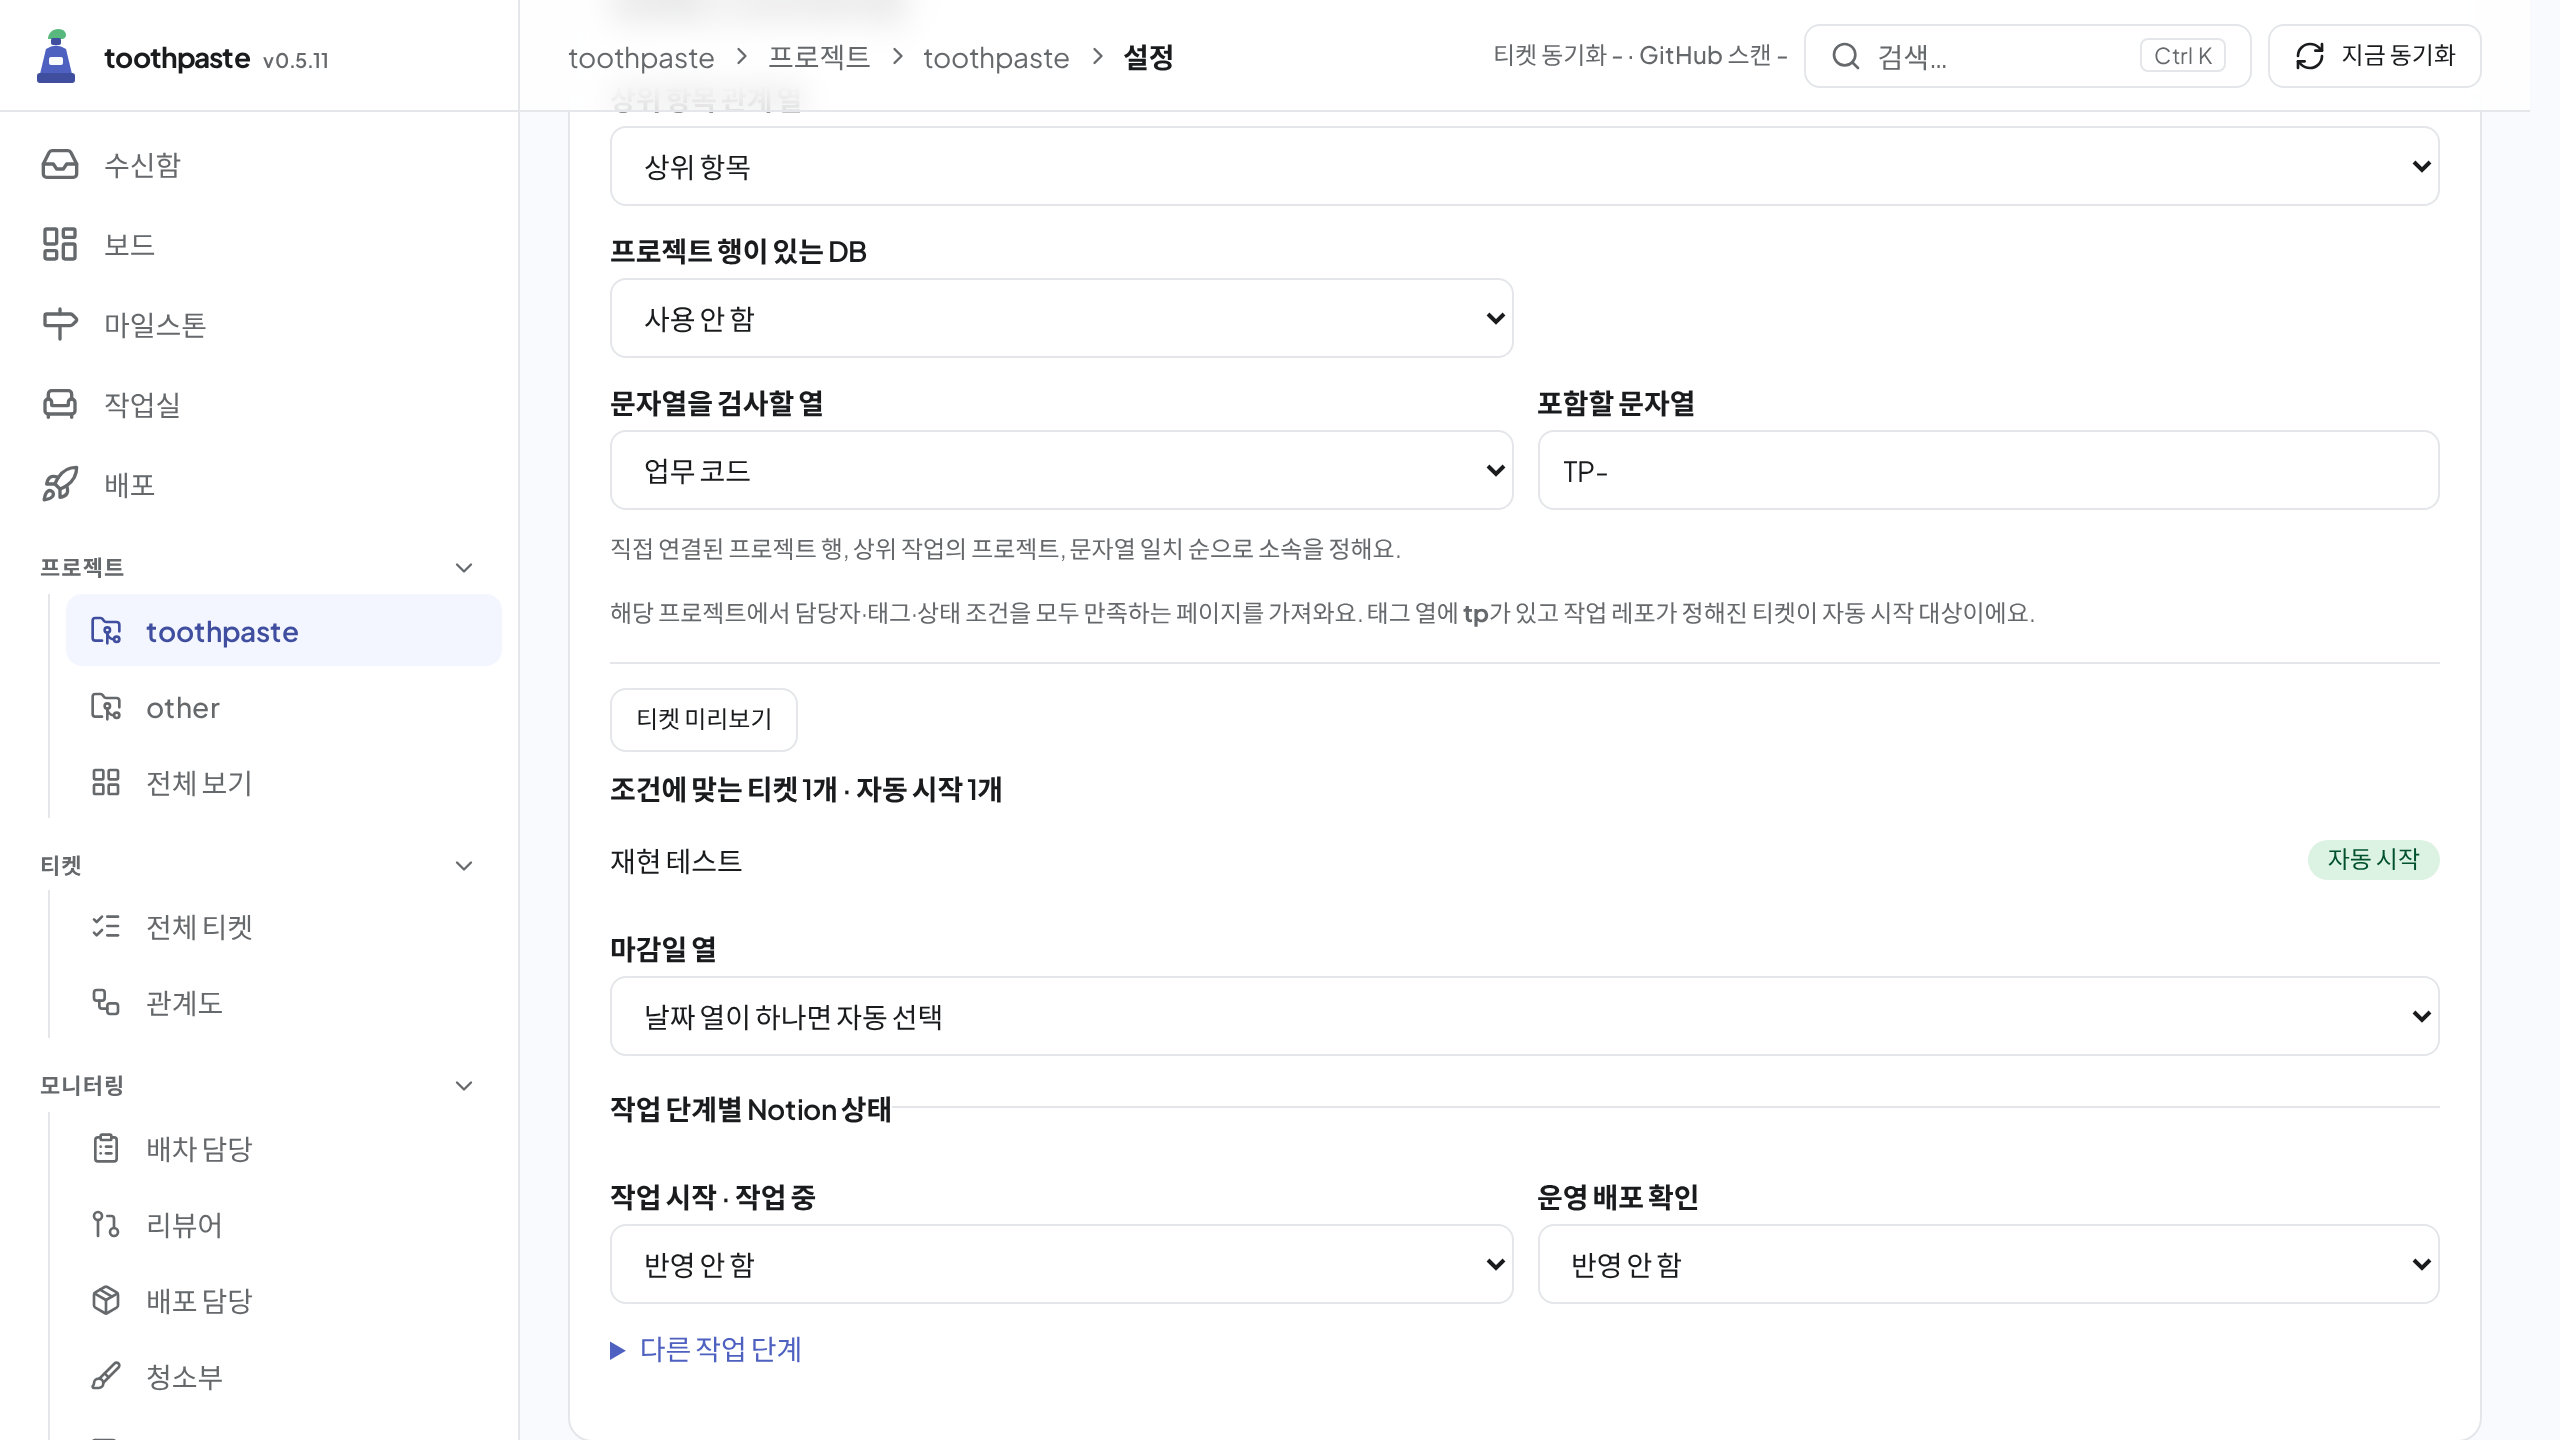 toothpaste v0.5.11
toothpaste > 프로젝트 > toothpaste > 설정
티켓 동기화 - · GitHub 스캔 -
검색...
Ctrl K
지금 동기화
수신함
보드
마일스톤
작업실
배포
프로젝트
toothpaste
other
전체 보기
티켓
전체 티켓
관계도
모니터링
배차 담당
리뷰어
배포 담당
청소부
상위 항목 관계 열
상위 항목
프로젝트 행이 있는 DB
사용 안 함
문자열을 검사할 열
포함할 문자열
업무 코드
TP-
직접 연결된 프로젝트 행, 상위 작업의 프로젝트, 문자열 일치 순으로 소속을 정해요.
해당 프로젝트에서 담당자·태그·상태 조건을 모두 만족하는 페이지를 가져와요. 태그 열에 tp가 있고 작업 레포가 정해진 티켓이 자동 시작 대상이에요.
티켓 미리보기
조건에 맞는 티켓 1개 · 자동 시작 1개
재현 테스트
자동 시작
마감일 열
날짜 열이 하나면 자동 선택
작업 단계별 Notion 상태
작업 시작 · 작업 중
운영 배포 확인
반영 안 함
반영 안 함
다른 작업 단계